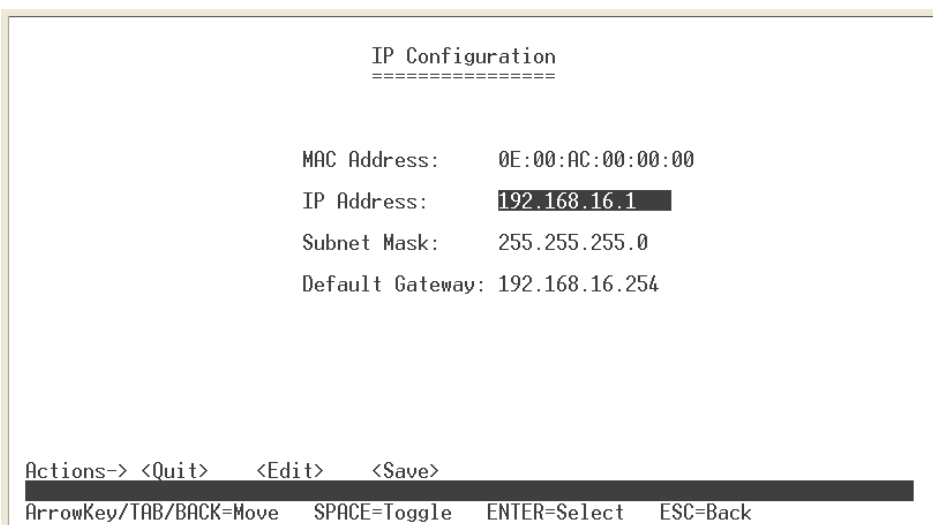 IP Configuration
================
MAC Address: 0E:00:AC:00:00:00
IP Address: 192.168.16.1
Subnet Mask: 255.255.255.0
Default Gateway: 192.168.16.254
Actions-> <Quit> <Edit> <Save>
ArrowKey/TAB/BACK=Move SPACE=Toggle ENTER=Select ESC=Back